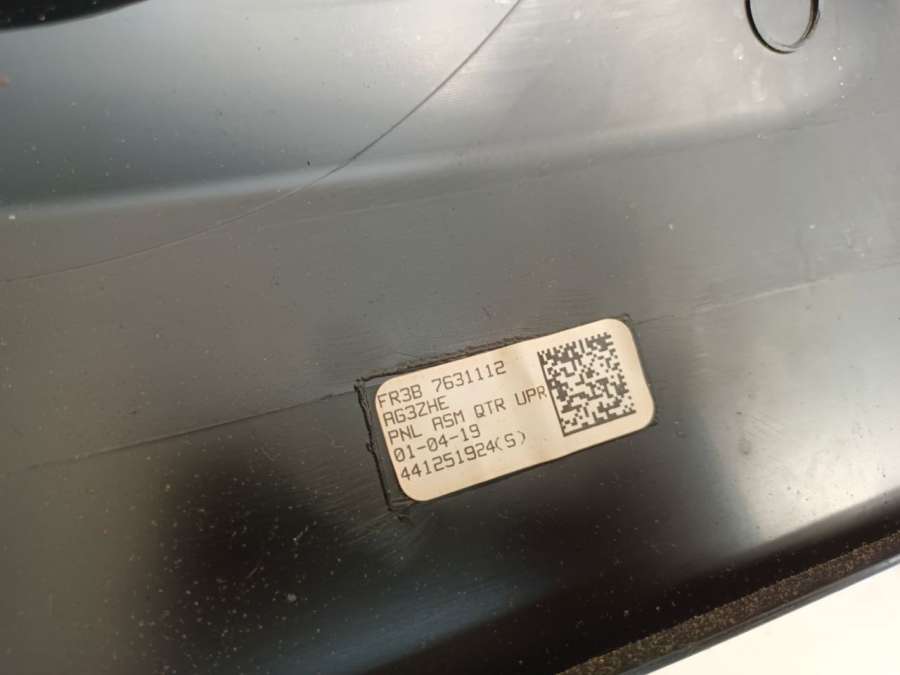 FR3B 7631112
AG3ZHE
PNL ASM QTR UPR
01-04-19
441251924(S)